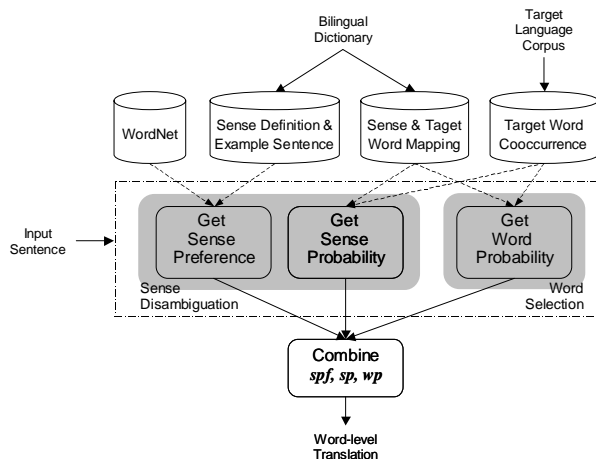 Bilingual
Dictionary
Target
Language
Corpus
WordNet
Sense Definition &
Example Sentence
Sense & Taget
Word Mapping
Target Word
Cooccurrence
Input
Sentence
Get
Sense
Preference
Get
Sense
Probability
Get
Word
Probability
Sense
Disambiguation
Word
Selection
Combine
spf, sp, wp
Word-level
Translation